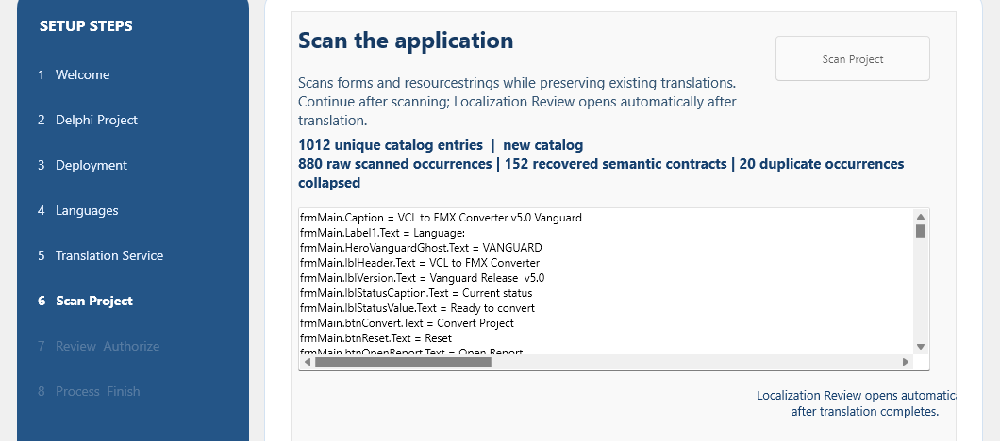 SETUP STEPS
1 Welcome
2 Delphi Project
3 Deployment
4 Languages
5 Translation Service
6 Scan Project
7 Review Authorize
8 Process Finish
Scan the application
Scan Project
Scans forms and resourcestrings while preserving existing translations.
Continue after scanning; Localization Review opens automatically after
translation.
1012 unique catalog entries | new catalog
880 raw scanned occurrences | 152 recovered semantic contracts | 20 duplicate occurrences
collapsed
frmMain.Caption = VCL to FMX Converter v5.0 Vanguard
frmMain.Label1.Text = Language:
frmMain.HeroVanguardGhost.Text = VANGUARD
frmMain.lblHeader.Text = VCL to FMX Converter
frmMain.lblVersion.Text = Vanguard Release v5.0
frmMain.lblStatusCaption.Text = Current status
frmMain.lblStatusValue.Text = Ready to convert
frmMain.btnConvert.Text = Convert Project
frmMain.btnReset.Text = Reset
frmMain.btnOpenReport.Text = Open Report
Localization Review opens automatica
after translation completes.